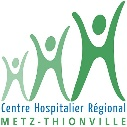 Centre Hospitalier Régional
METZ-THIONVILLE